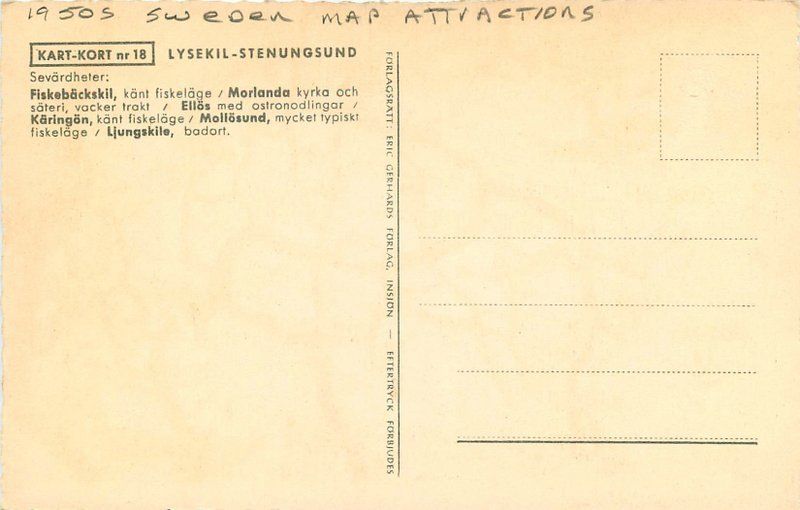 1950s Sweden MAP ATTrACTIONS
KART-KORT nr 18 LYSEKIL-STENUNGSUND
Sevärdheter:
Fiskebäckskil, känt fiskeläge / Morlanda kyrka och
säteri, vacker trakt / Ellös med ostronodlingar /
Käringön, känt fiskeläge / Mollösund, mycket typiskt
fiskeläge / Ljungskile, badort.
FÖRLAGSRÄTT: ERIC GERHARDS FÖRLAG, INSJÖN — EFTERTRYCK FÖRBJUDES